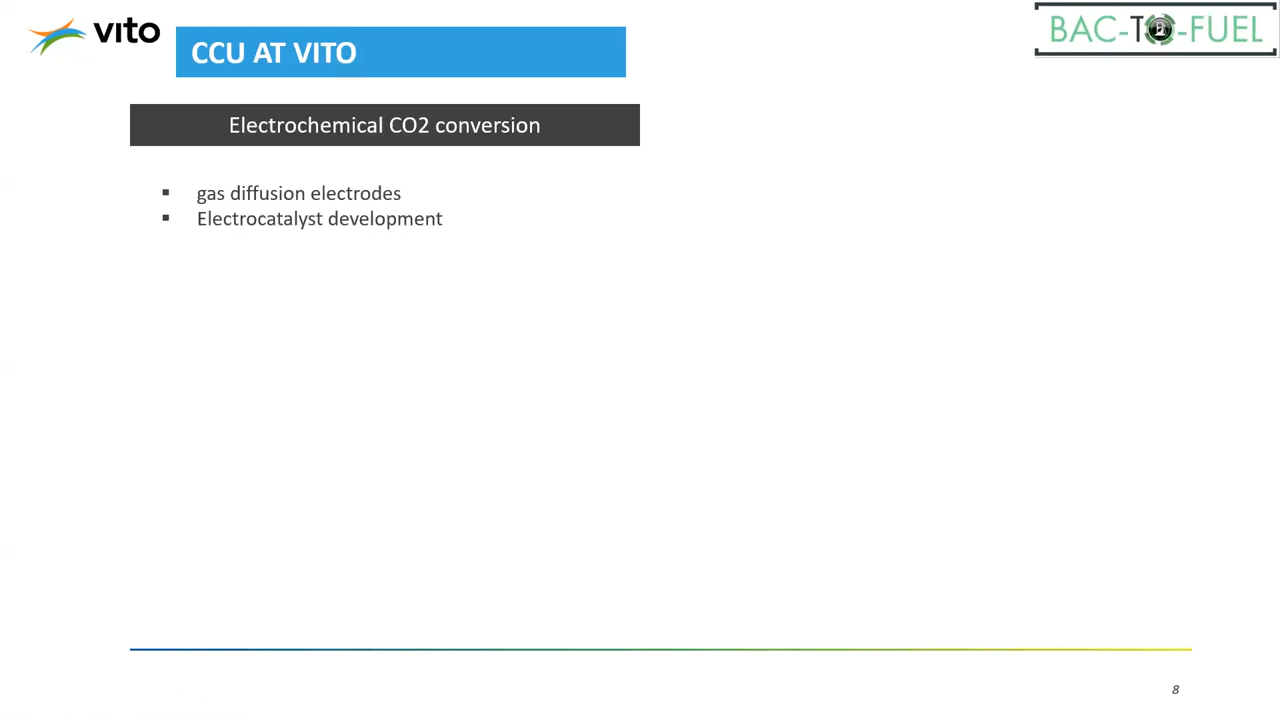 vito
CCU AT VITO
BAC-TO-FUEL
Electrochemical CO2 conversion
▪ gas diffusion electrodes
▪ Electrocatalyst development
8